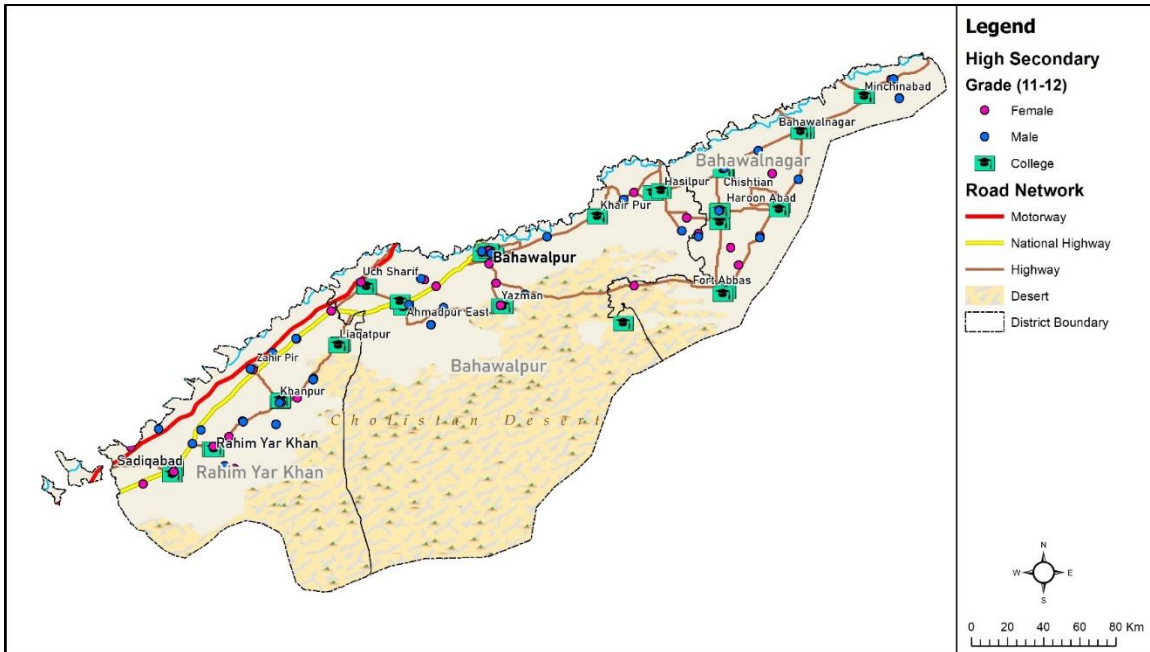 Minchinabad
Bahawalnagar
Bahawalnagar
Hasilpur
Chishtian
Haroon Abad
Khair Pur
Bahawalpur
Uch Sharif
Fort Abbas
Yazman
Ahmadpur East
Liaqatpur
Zahir Pir
Bahawalpur
Khanpur
Cholistan Desert
Rahim Yar Khan
Sadiqabad
Rahim Yar Khan
Legend
High Secondary
Grade (11-12)
Female
Male
College
Road Network
Motorway
National Highway
Highway
Desert
District Boundary
N
W E
S
0 20 40 60 80 Km